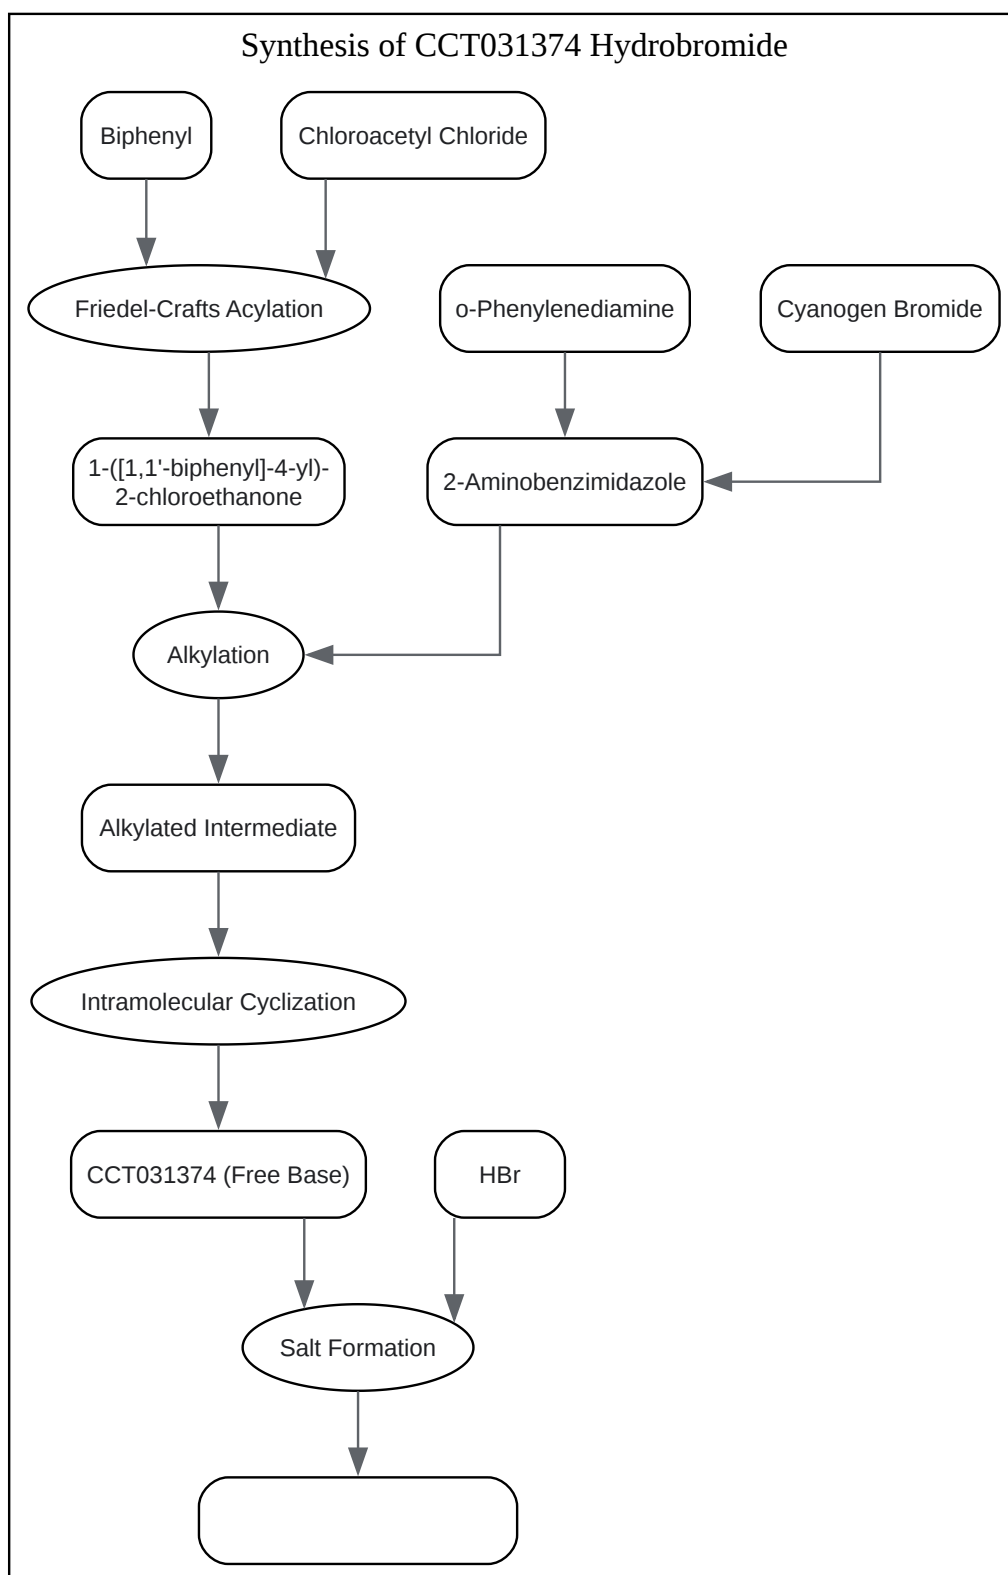 Synthesis of CCT031374 Hydrobromide
Biphenyl
Chloroacetyl Chloride
Friedel-Crafts Acylation
o-Phenylenediamine
Cyanogen Bromide
1-([1,1'-biphenyl]-4-yl)-
2-chloroethanone
2-Aminobenzimidazole
Alkylation
Alkylated Intermediate
Intramolecular Cyclization
CCT031374 (Free Base)
HBr
Salt Formation